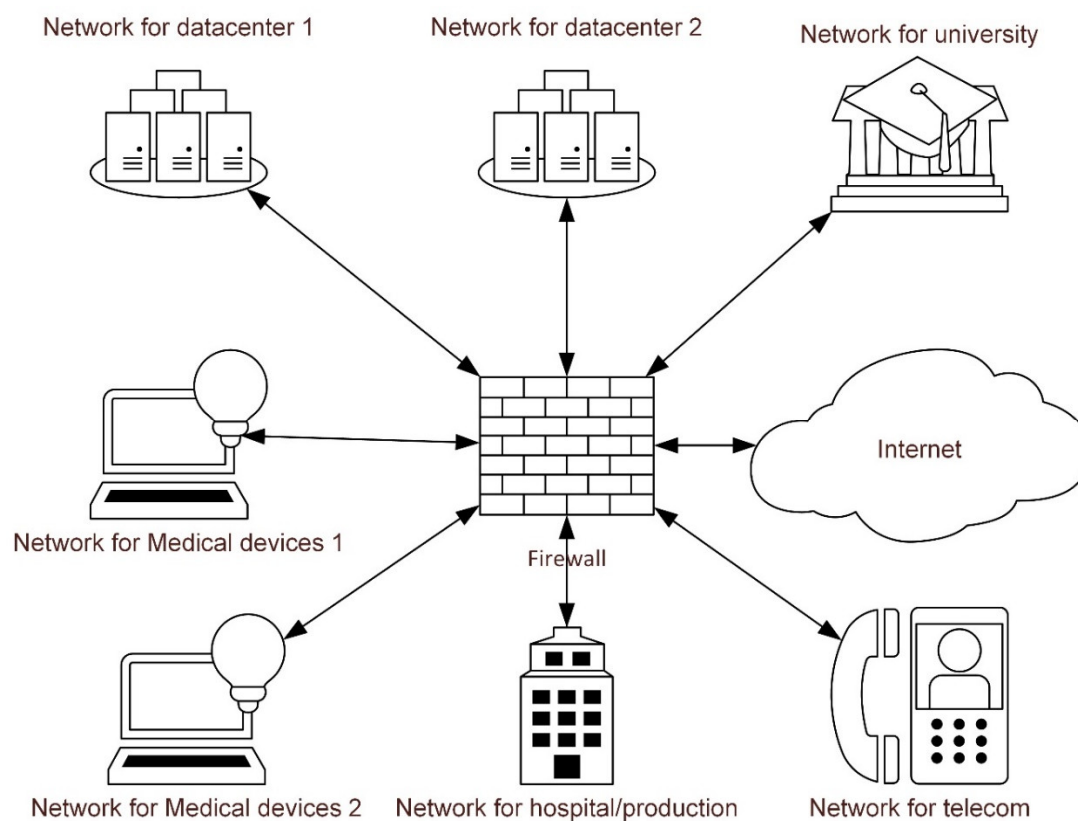 Network for datacenter 1
Network for datacenter 2
Network for university
Internet
Network for Medical devices 1
Firewall
Network for Medical devices 2
Network for hospital/production
Network for telecom